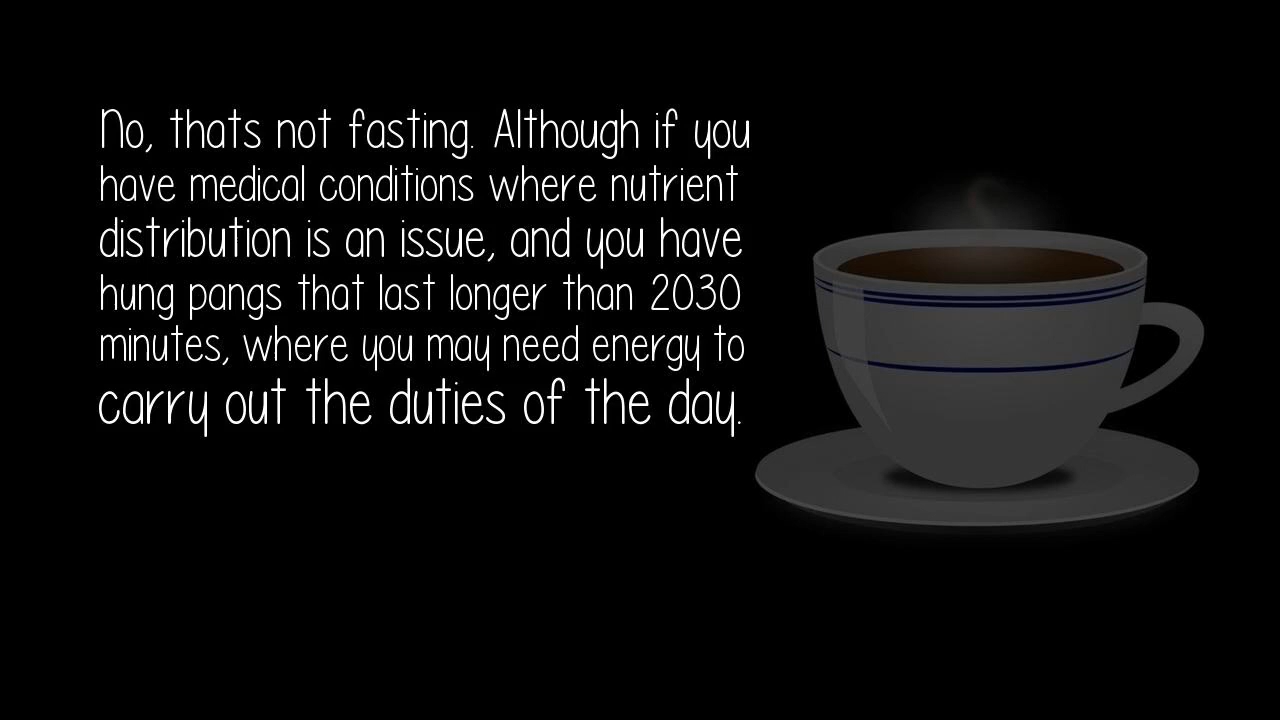 No, thats not fasting. Although if you
have medical conditions where nutrient
distribution is an issue, and you have
hung pangs that last longer than 2030
minutes, where you may need energy to
carry out the duties of the day.